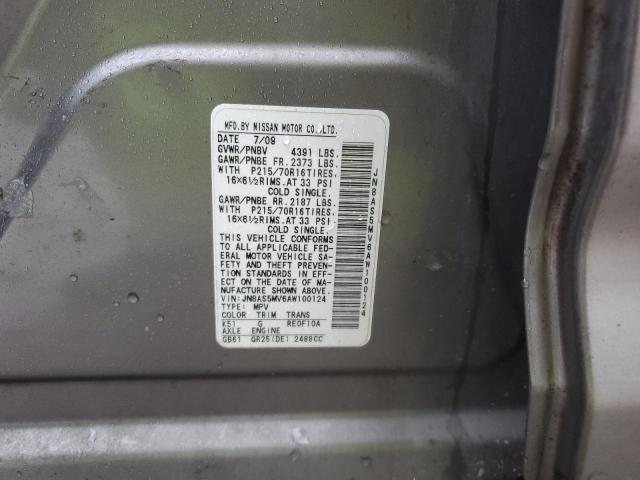 MFD.BY NISSAN MOTOR CO.,LTD.
DATE 7/09
GVWR/PNBV 4391 LBS.
GAWR/PNBE FR. 2373 LBS.
WITH P215/70R16TIRES,
16X6½RIMS.AT 33 PSI
COLD SINGLE.
GAWR/PNBE RR. 2187 LBS.
WITH P215/70R16TIRES,
16X6½RIMS.AT 33 PSI
COLD SINGLE.
THIS VEHICLE CONFORMS
TO ALL APPLICABLE FED-
ERAL MOTOR VEHICLE SA-
FETY AND THEFT PREVEN-
TION STANDARDS IN EFF-
ECT ON THE DATE OF MA-
NUFACTURE SHOWN ABOVE.
VIN:JN8AS5MV6AW100124
TYPE: MPV
COLOR TRIM TRANS
K51 G RE0F10A
AXLE ENGINE
GB61 QR25(DE) 2488CC
JN8AS5MV6AW100124